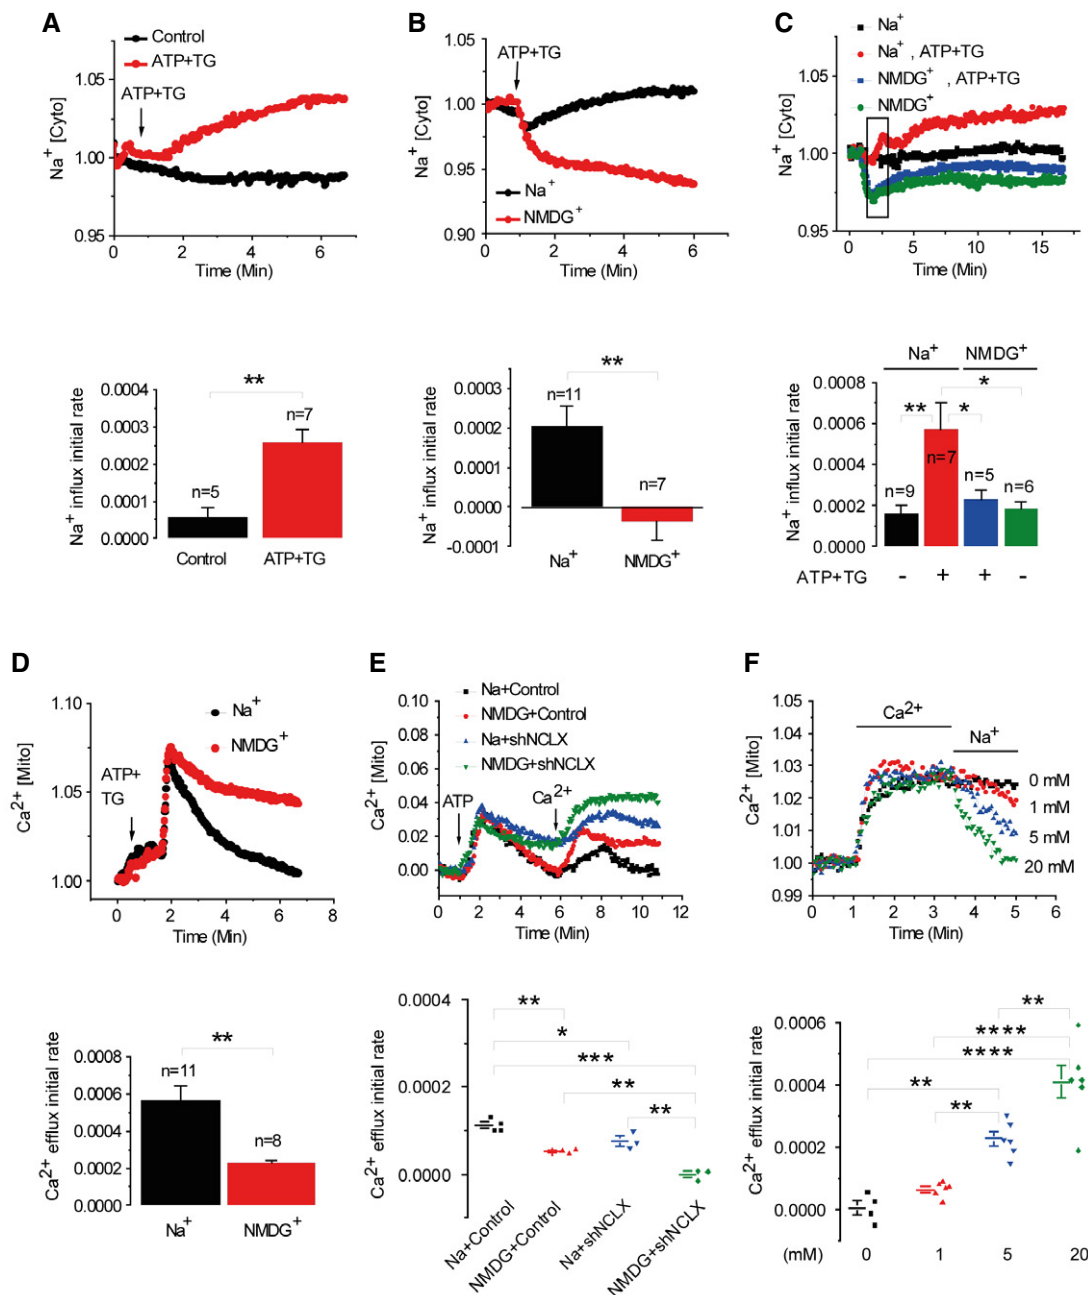 A
Control
ATP+TG
ATP+TG
Na+ [Cyto]
1.05
1.00
0.95
0 2 4 6
Time (Min)
B
ATP+TG
Na+ [Cyto]
1.05
1.00
0.95
0.90
Na+
NMDG+
0 2 4 6
Time (Min)
C
Na+
Na+ , ATP+TG
NMDG+ , ATP+TG
NMDG+
Na+ [Cyto]
1.05
1.00
0.95
0 5 10 15
Time (Min)
Na+ influx initial rate
0.0004
0.0003
0.0002
0.0001
0.0000
**
n=5
n=7
Control ATP+TG
Na+ influx initial rate
0.0003
0.0002
0.0001
0.0000
-0.0001
**
n=11
n=7
Na+ NMDG+
Na+ NMDG+
Na+ influx initial rate
0.0008
0.0006
0.0004
0.0002
0.0000
*
** *
n=9
n=7
n=5
n=6
ATP+TG - + + -
D
Na+
NMDG+
ATP+
TG
Ca2+ [Mito]
1.10
1.05
1.00
0 2 4 6 8
Time (Min)
E
Na+Control
NMDG+Control
Na+shNCLX
NMDG+shNCLX
ATP
Ca2+
Ca2+ [Mito]
0.10
0.08
0.06
0.04
0.02
0.00
0 2 4 6 8 10 12
Time (Min)
F
Ca2+
Na+
0 mM
1 mM
5 mM
20 mM
Ca2+ [Mito]
1.05
1.04
1.03
1.02
1.01
1.00
0.99
0 1 2 3 4 5 6
Time (Min)
Ca2+ efflux initial rate
0.0008
0.0006
0.0004
0.0002
0.0000
**
n=11
n=8
Na+ NMDG+
Ca2+ efflux initial rate
0.0004
0.0002
0.0000
**
*
***
**
**
Na+Control
NMDG+Control
Na+shNCLX
NMDG+shNCLX
Ca2+ efflux initial rate
0.0006
0.0004
0.0002
0.0000
**
****
****
**
**
(mM) 0 1 5 20